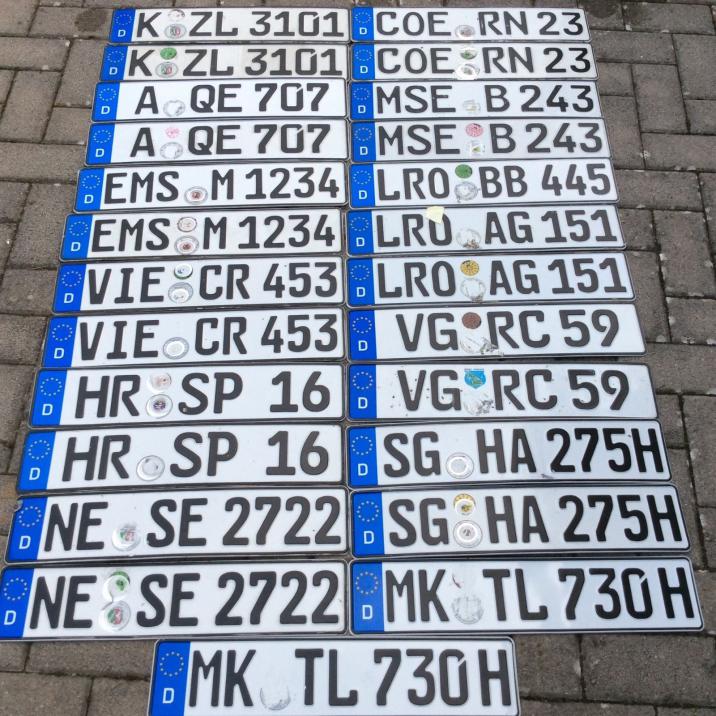 D K ZL 3101
D COE RN 23
D K ZL 3101
D COE RN 23
D A QE 707
D MSE B 243
D A QE 707
D MSE B 243
D EMS M 1234
D LRO BB 445
D EMS M 1234
D LRO AG 151
D VIE CR 453
D LRO AG 151
D VIE CR 453
D VG RC 59
D HR SP 16
D VG RC 59
D HR SP 16
D SG HA 275H
D NE SE 2722
D SG HA 275H
D NE SE 2722
D MK TL 730H
D MK TL 730H